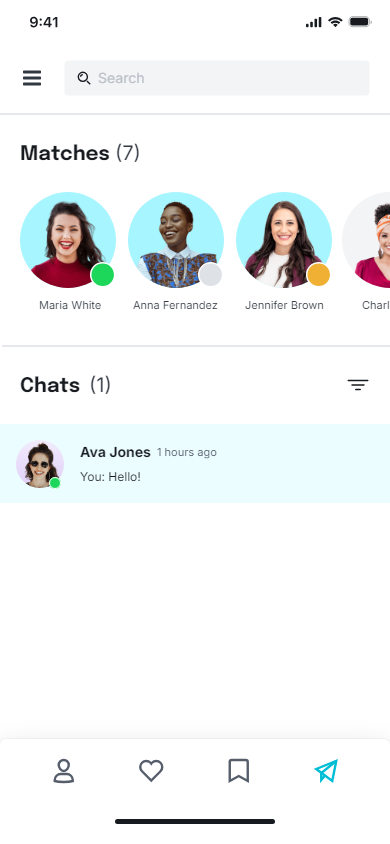 9:41
Search
Matches (7)
Maria White
Anna Fernandez
Jennifer Brown
Charl
Chats (1)
Ava Jones 1 hours ago
You: Hello!